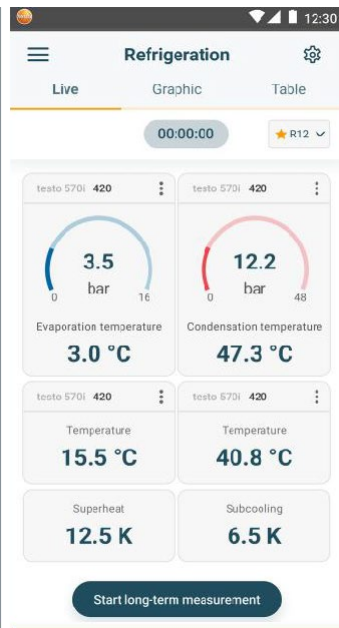 12:30
Refrigeration
Live Graphic Table
00:00:00 R12
testo 570i 420 testo 570i 420
3.5 12.2
bar bar
0 16 0 48
Evaporation temperature Condensation temperature
3.0 °C 47.3 °C
testo 570i 420 testo 570i 420
Temperature Temperature
15.5 °C 40.8 °C
Superheat Subcooling
12.5 K 6.5 K
Start long-term measurement